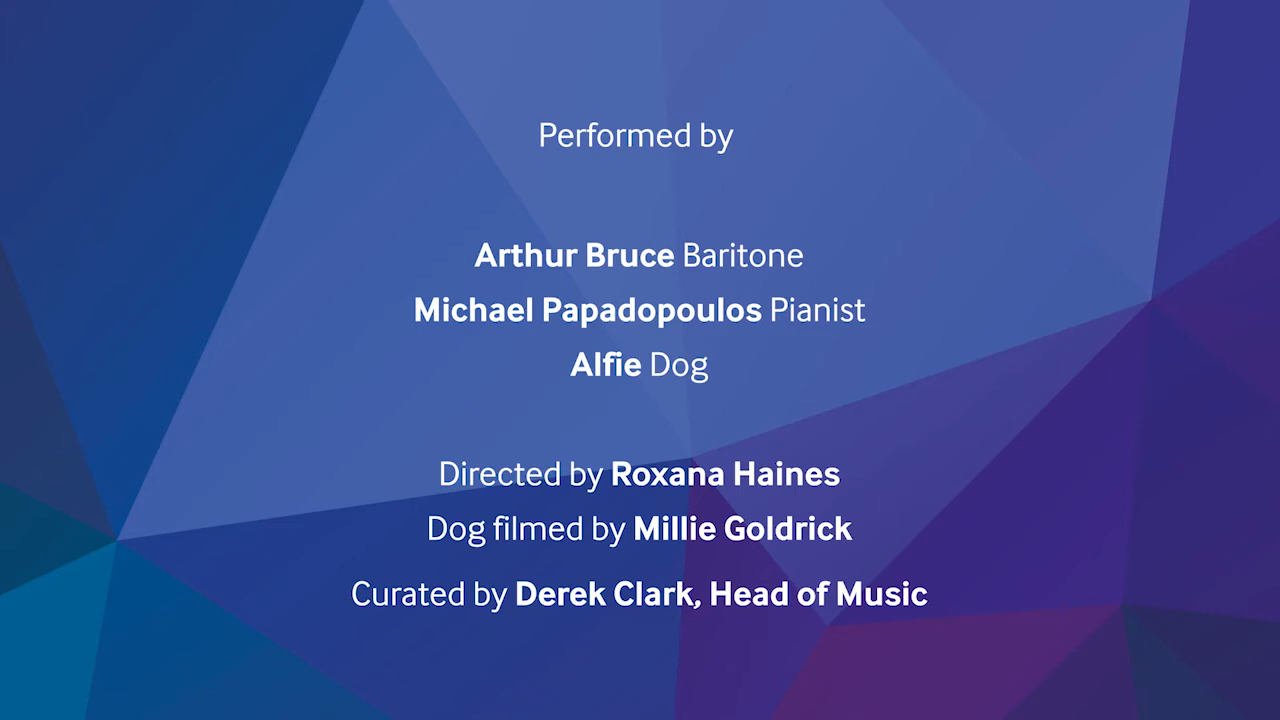 Performed by
Arthur Bruce Baritone
Michael Papadopoulos Pianist
Alfie Dog
Directed by Roxana Haines
Dog filmed by Millie Goldrick
Curated by Derek Clark, Head of Music